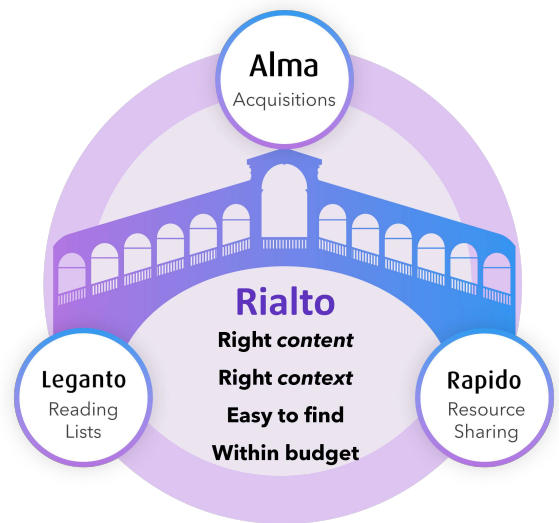 Alma
Acquisitions
Rialto
Right content
Right context
Easy to find
Within budget
Leganto
Reading
Lists
Rapido
Resource
Sharing